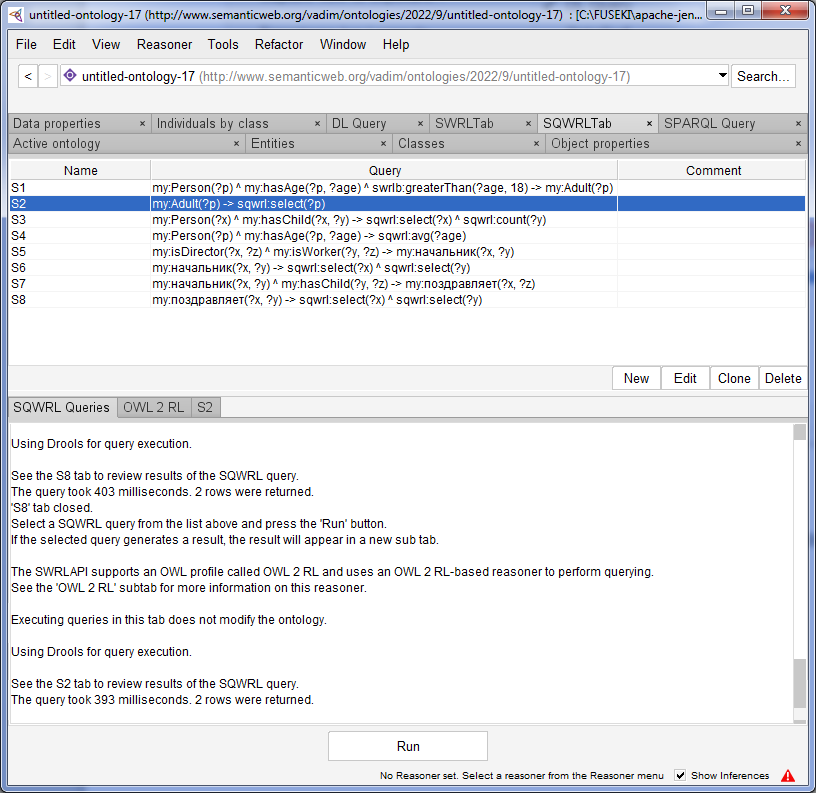 untitled-ontology-17 (http://www.semanticweb.org/vadim/ontologies/2022/9/untitled-ontology-17) : [C:\FUSEKI\apache-jen...
File Edit View Reasoner Tools Refactor Window Help
< > untitled-ontology-17 (http://www.semanticweb.org/vadim/ontologies/2022/9/untitled-ontology-17) Search...
Data properties × Individuals by class × DL Query × SWRLTab × SQWRLTab × SPARQL Query ×
Active ontology × Entities × Classes × Object properties ×
Name Query Comment
S1 my:Person(?p) ^ my:hasAge(?p, ?age) ^ swrlb:greaterThan(?age, 18) -> my:Adult(?p)
S2 my:Adult(?p) -> sqwrl:select(?p)
S3 my:Person(?x) ^ my:hasChild(?x, ?y) -> sqwrl:select(?x) ^ sqwrl:count(?y)
S4 my:Person(?p) ^ my:hasAge(?p, ?age) -> sqwrl:avg(?age)
S5 my:isDirector(?x, ?z) ^ my:isWorker(?y, ?z) -> my:начальник(?x, ?y)
S6 my:начальник(?x, ?y) -> sqwrl:select(?x) ^ sqwrl:select(?y)
S7 my:начальник(?x, ?y) ^ my:hasChild(?y, ?z) -> my:поздравляет(?x, ?z)
S8 my:поздравляет(?x, ?y) -> sqwrl:select(?x) ^ sqwrl:select(?y)
New Edit Clone Delete
SQWRL Queries OWL 2 RL S2
Using Drools for query execution.
See the S8 tab to review results of the SQWRL query.
The query took 403 milliseconds. 2 rows were returned.
'S8' tab closed.
Select a SQWRL query from the list above and press the 'Run' button.
If the selected query generates a result, the result will appear in a new sub tab.
The SWRLAPI supports an OWL profile called OWL 2 RL and uses an OWL 2 RL-based reasoner to perform querying.
See the 'OWL 2 RL' subtab for more information on this reasoner.
Executing queries in this tab does not modify the ontology.
Using Drools for query execution.
See the S2 tab to review results of the SQWRL query.
The query took 393 milliseconds. 2 rows were returned.
Run
No Reasoner set. Select a reasoner from the Reasoner menu Show Inferences